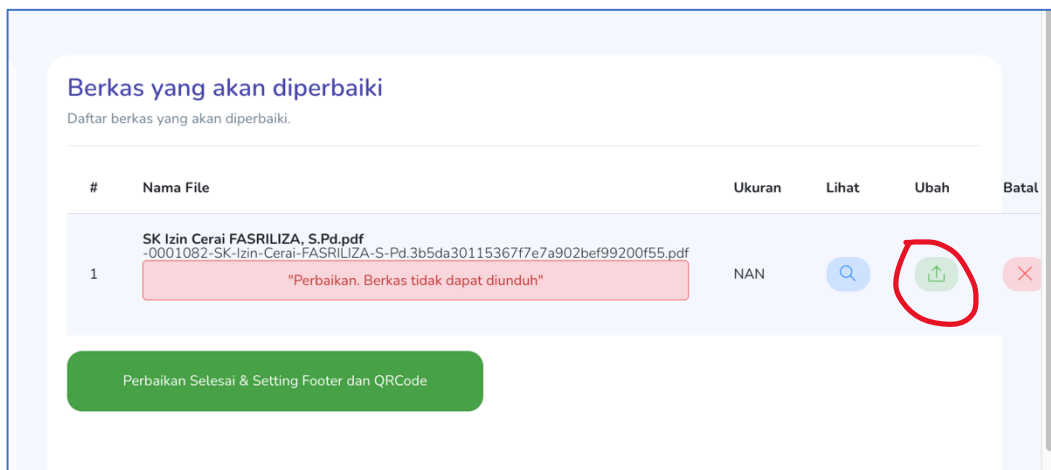 Berkas yang akan diperbaiki
Daftar berkas yang akan diperbaiki.
# Nama File Ukuran Lihat Ubah Batal
SK Izin Cerai FASRILIZA, S.Pd.pdf
-0001082-SK-Izin-Cerai-FASRILIZA-S-Pd.3b5da30115367f7e7a902bef99200f55.pdf
1 "Perbaikan. Berkas tidak dapat diunduh" NAN
Perbaikan Selesai & Setting Footer dan QRCode